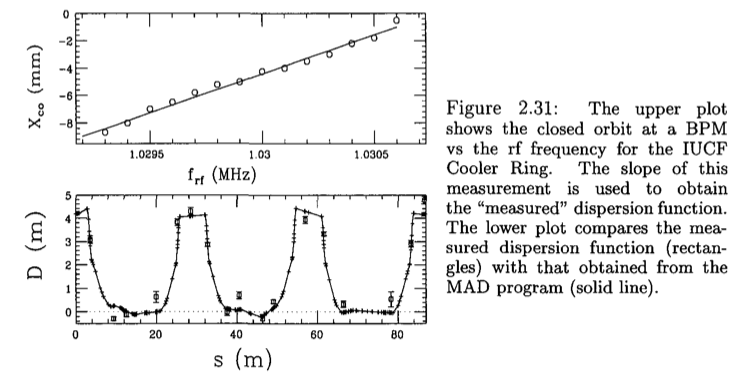 0
−2
−4
−6
−8
X_co (mm)
1.0295
1.03
1.0305
f_rf (MHz)
5
4
3
2
1
0
D (m)
0
20
40
60
80
s (m)
Figure 2.31: The upper plot
shows the closed orbit at a BPM
vs the rf frequency for the IUCF
Cooler Ring. The slope of this
measurement is used to obtain
the “measured” dispersion function.
The lower plot compares the mea-
sured dispersion function (rectan-
gles) with that obtained from the
MAD program (solid line).